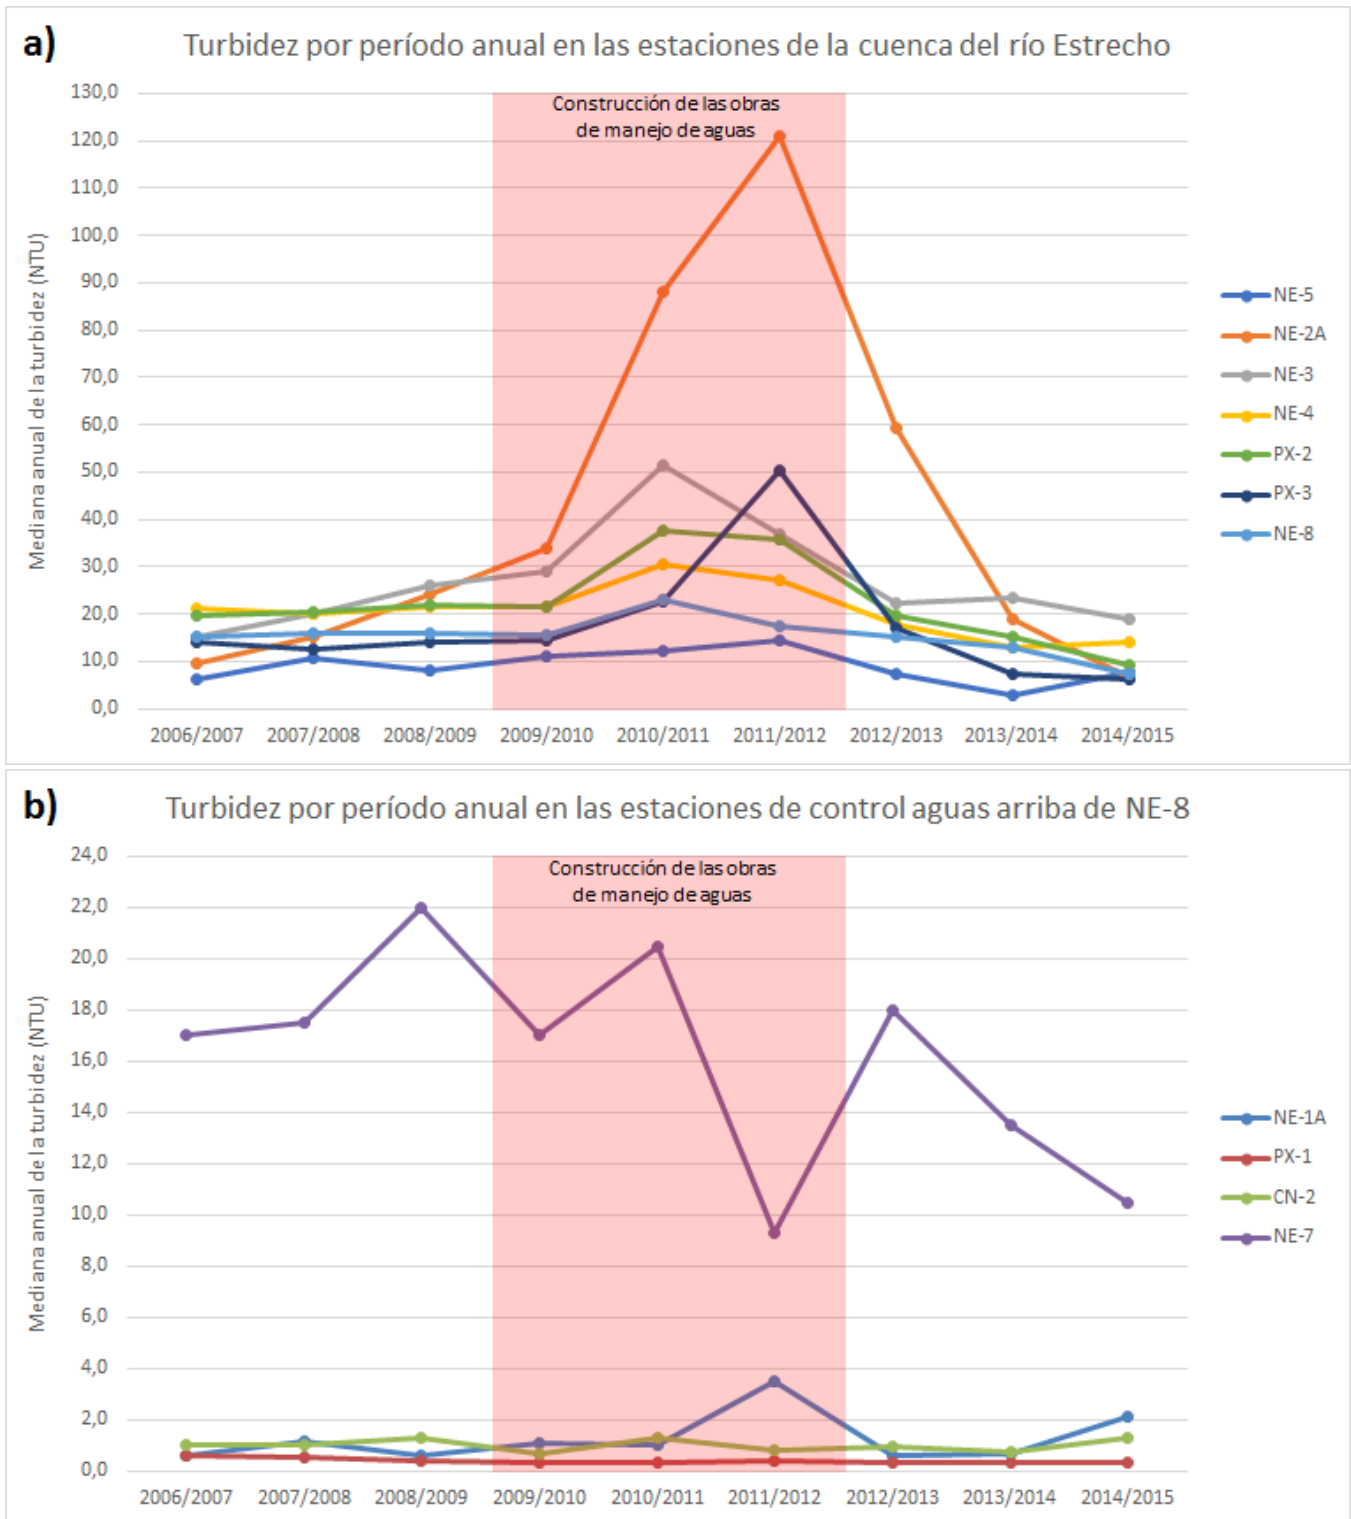 a)
Turbidez por período anual en las estaciones de la cuenca del río Estrecho
Construcción de las obras
de manejo de aguas
Mediana anual de la turbidez (NTU)
130,0
120,0
110,0
100,0
90,0
80,0
70,0
60,0
50,0
40,0
30,0
20,0
10,0
0,0
2006/2007 2007/2008 2008/2009 2009/2010 2010/2011 2011/2012 2012/2013 2013/2014 2014/2015
NE-5
NE-2A
NE-3
NE-4
PX-2
PX-3
NE-8
b)
Turbidez por período anual en las estaciones de control aguas arriba de NE-8
Construcción de las obras
de manejo de aguas
Mediana anual de la turbidez (NTU)
24,0
22,0
20,0
18,0
16,0
14,0
12,0
10,0
8,0
6,0
4,0
2,0
0,0
2006/2007 2007/2008 2008/2009 2009/2010 2010/2011 2011/2012 2012/2013 2013/2014 2014/2015
NE-1A
PX-1
CN-2
NE-7